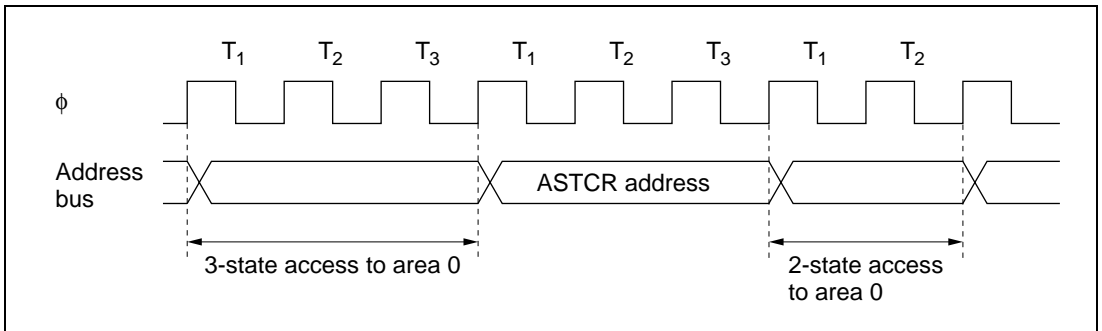 T₁ T₂ T₃ T₁ T₂ T₃ T₁ T₂
ϕ
Address
bus
ASTCR address
3-state access to area 0
2-state access
to area 0